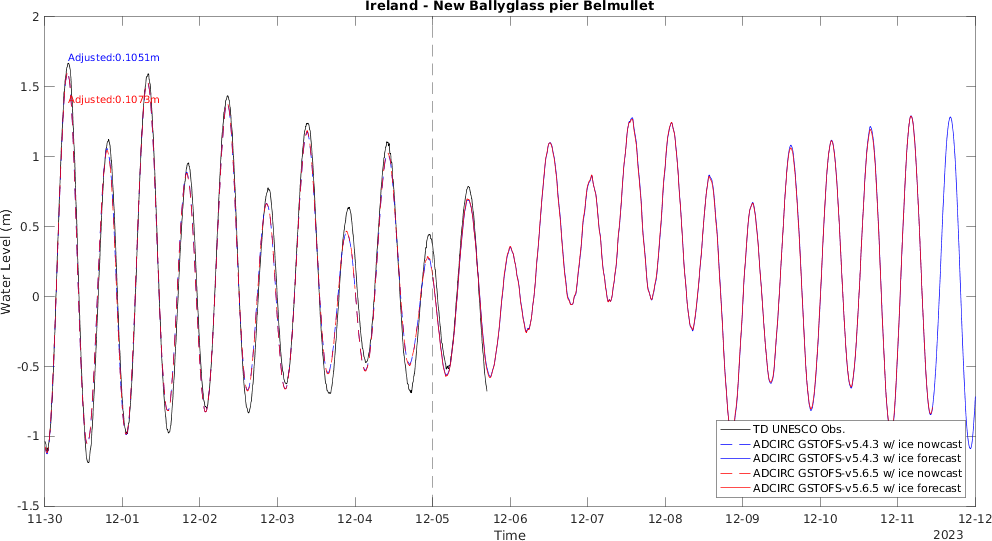 Ireland - New Ballyglass pier Belmullet
2
1.5
1
0.5
0
-0.5
-1
-1.5
Water Level (m)
Adjusted:0.1051m
Adjusted:0.1073m
TD UNESCO Obs.
ADCIRC GSTOFS-v5.4.3 w/ ice nowcast
ADCIRC GSTOFS-v5.4.3 w/ ice forecast
ADCIRC GSTOFS-v5.6.5 w/ ice nowcast
ADCIRC GSTOFS-v5.6.5 w/ ice forecast
11-30 12-01 12-02 12-03 12-04 12-05 12-06 12-07 12-08 12-09 12-10 12-11 12-12
Time
2023